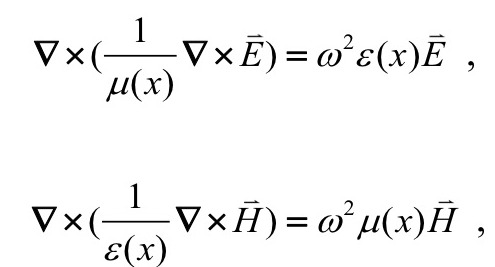 ∇×(1/μ(x) ∇×E⃗) = ω²ε(x)E⃗ ,
∇×(1/ε(x) ∇×H⃗) = ω²μ(x)H⃗ ,